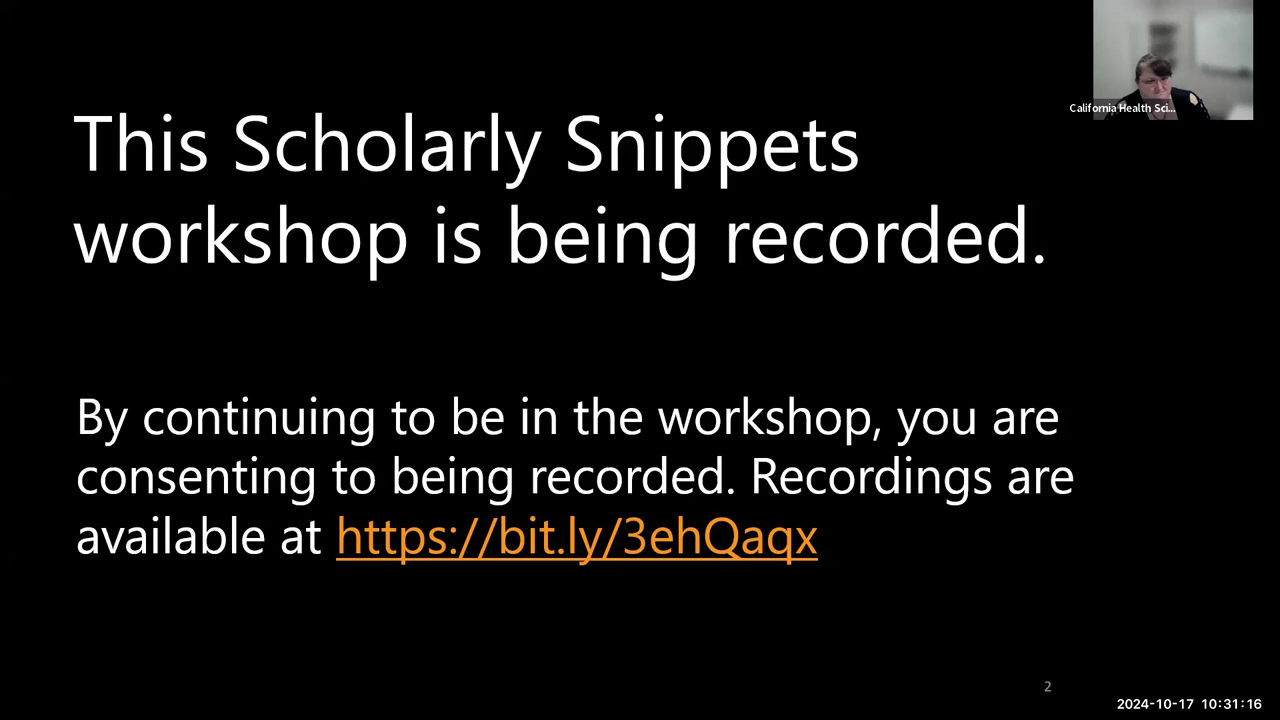 California Health Sci...
This Scholarly Snippets
workshop is being recorded.
By continuing to be in the workshop, you are
consenting to being recorded. Recordings are
available at https://bit.ly/3ehQaqx
2
2024-10-17 10:31:16